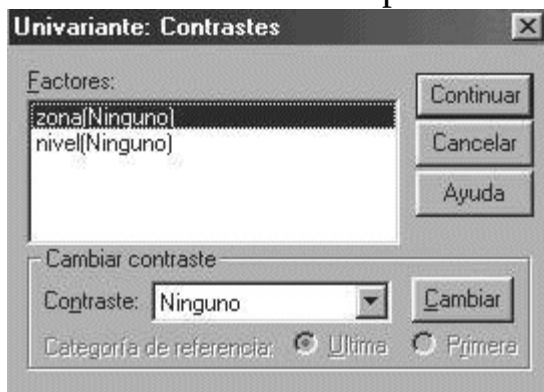 Univariante: Contrastes
Factores:
zona(Ninguno)
nivel(Ninguno)
Continuar
Cancelar
Ayuda
Cambiar contraste
Contraste: Ninguno
Cambiar
Categoría de referencia: Ultima Primera